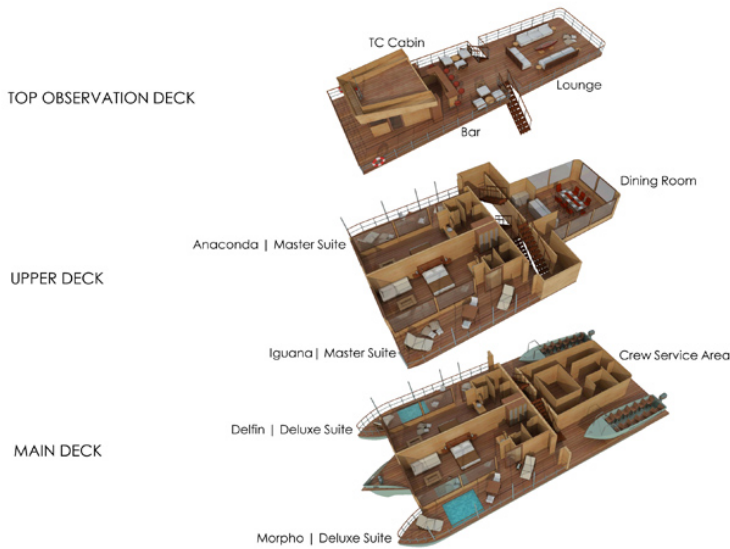 TC Cabin
TOP OBSERVATION DECK
Lounge
Bar
Dining Room
Anaconda | Master Suite
UPPER DECK
Iguana| Master Suite
Crew Service Area
Delfin | Deluxe Suite
MAIN DECK
Morpho | Deluxe Suite